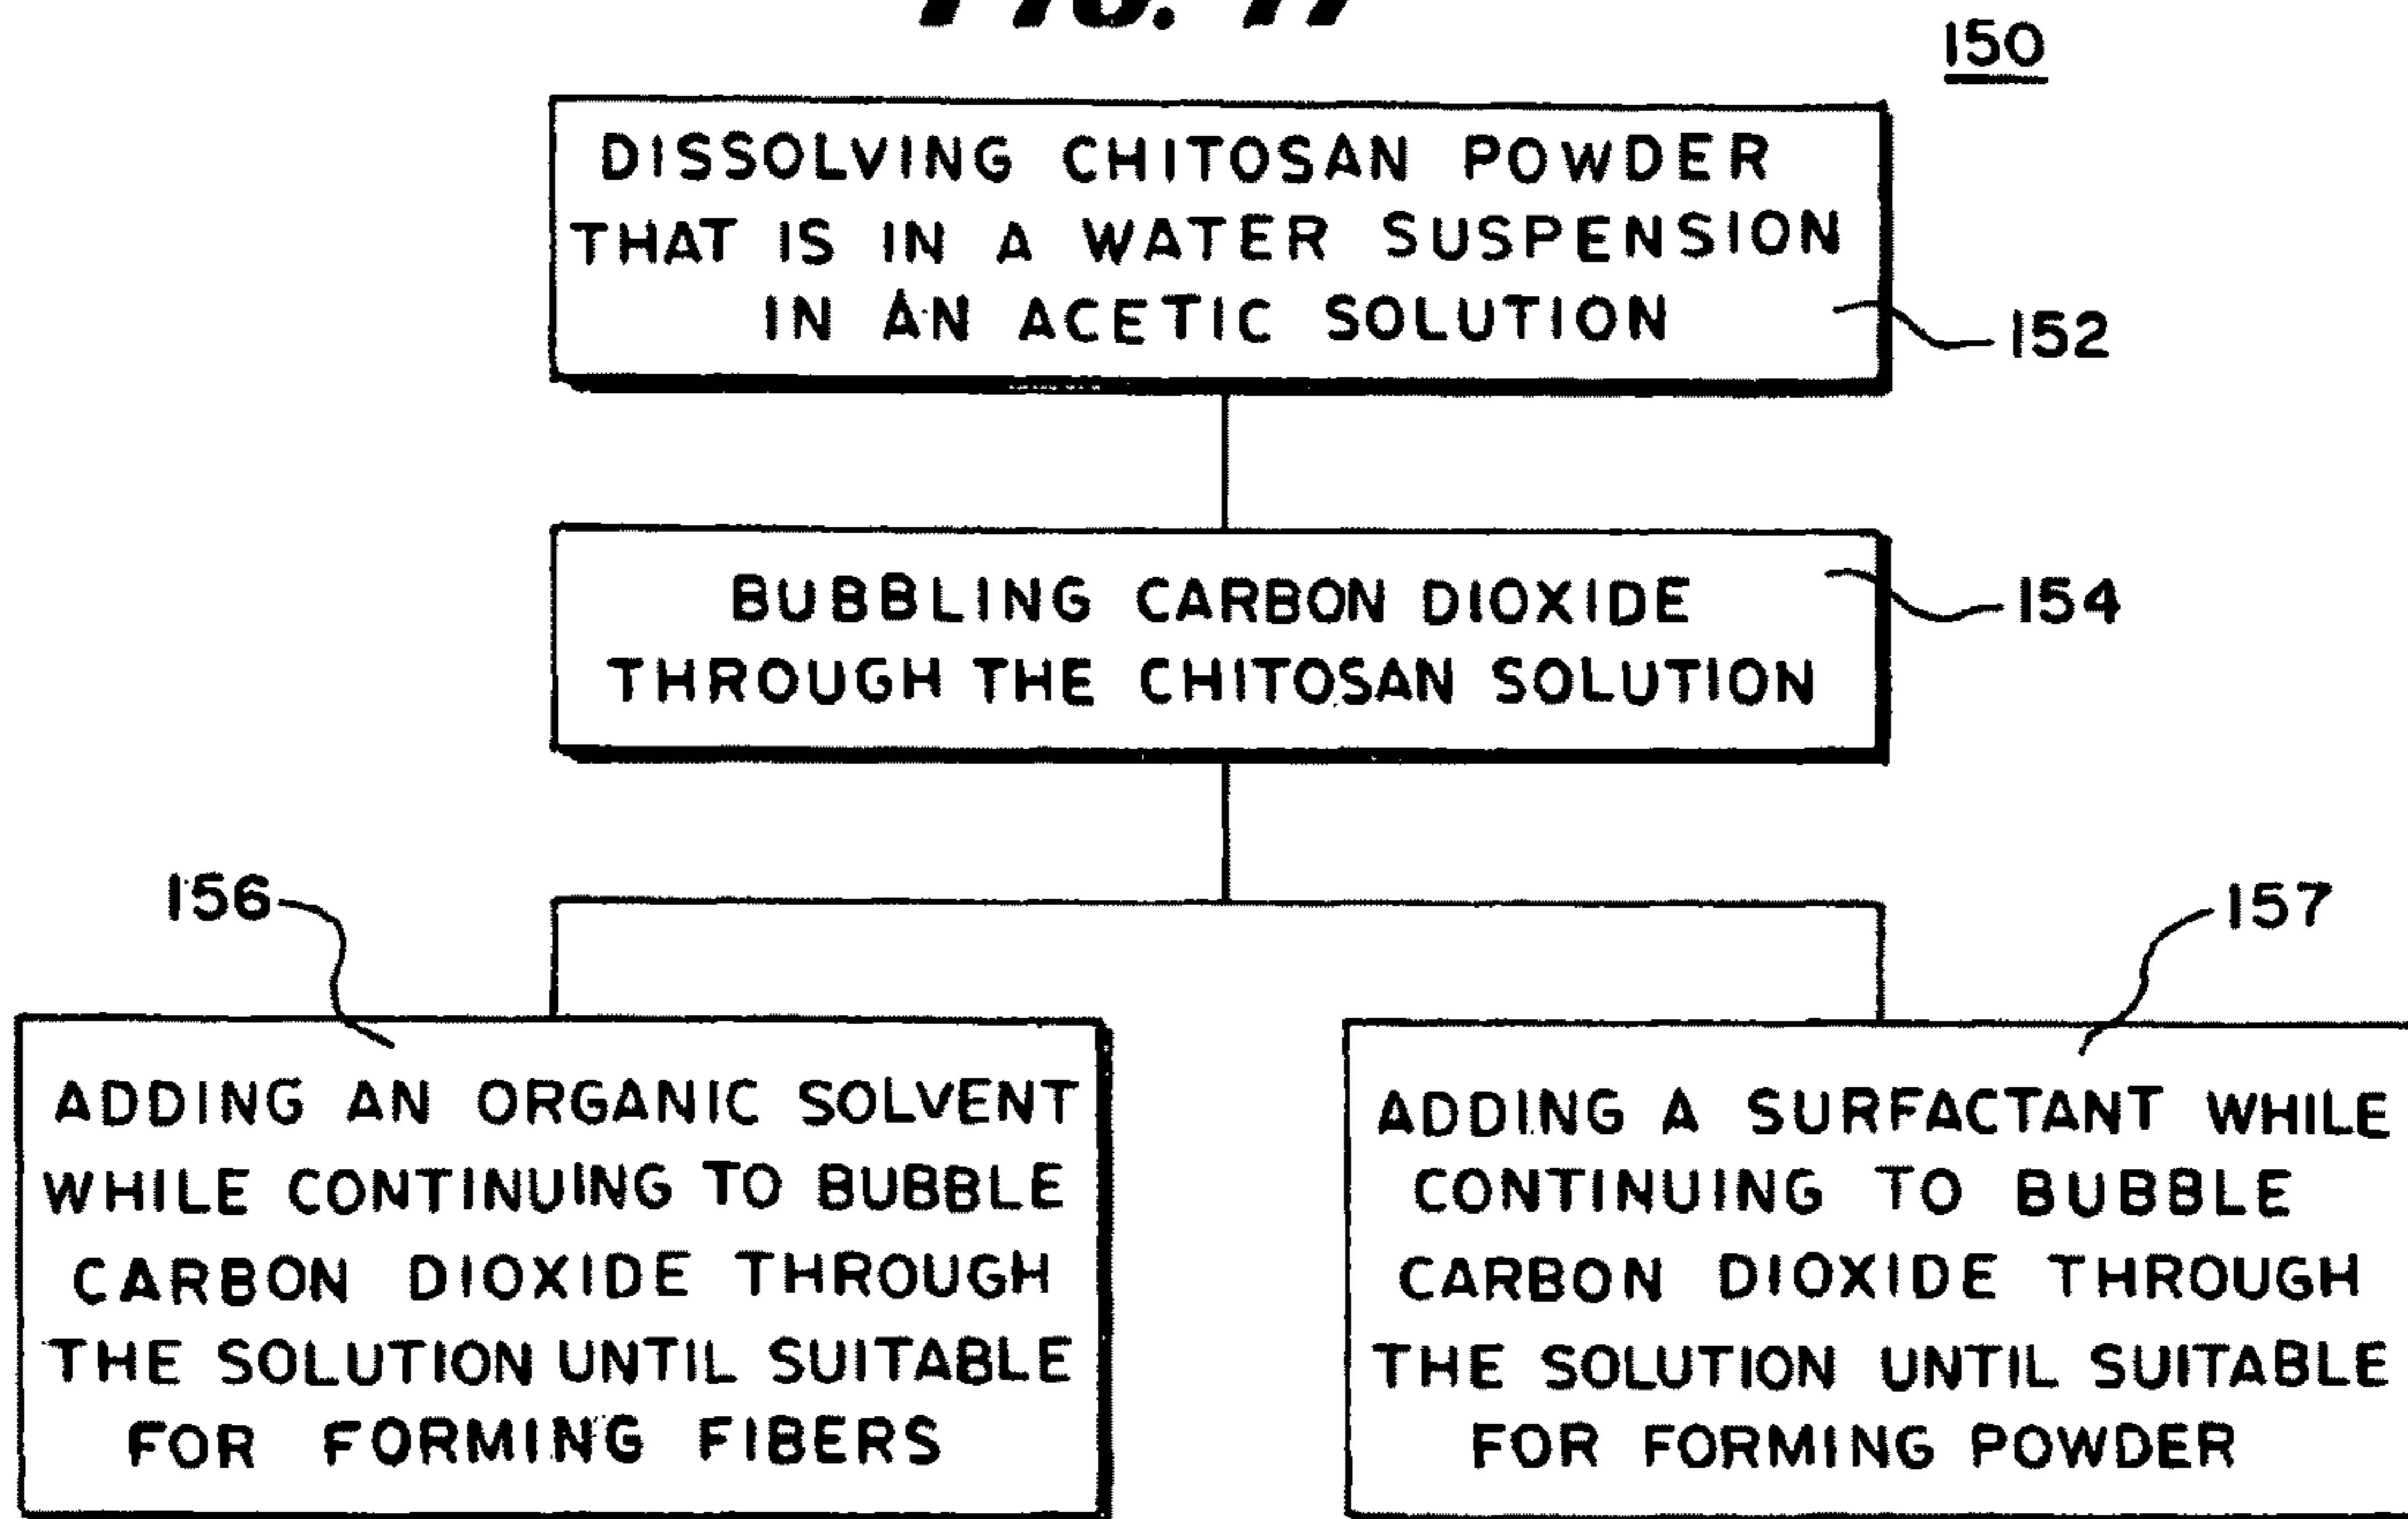 150
DISSOLVING CHITOSAN POWDER
THAT IS IN A WATER SUSPENSION
IN AN ACETIC SOLUTION
152
BUBBLING CARBON DIOXIDE
THROUGH THE CHITOSAN SOLUTION
154
156
157
ADDING AN ORGANIC SOLVENT
WHILE CONTINUING TO BUBBLE
CARBON DIOXIDE THROUGH
THE SOLUTION UNTIL SUITABLE
FOR FORMING FIBERS
ADDING A SURFACTANT WHILE
CONTINUING TO BUBBLE
CARBON DIOXIDE THROUGH
THE SOLUTION UNTIL SUITABLE
FOR FORMING POWDER